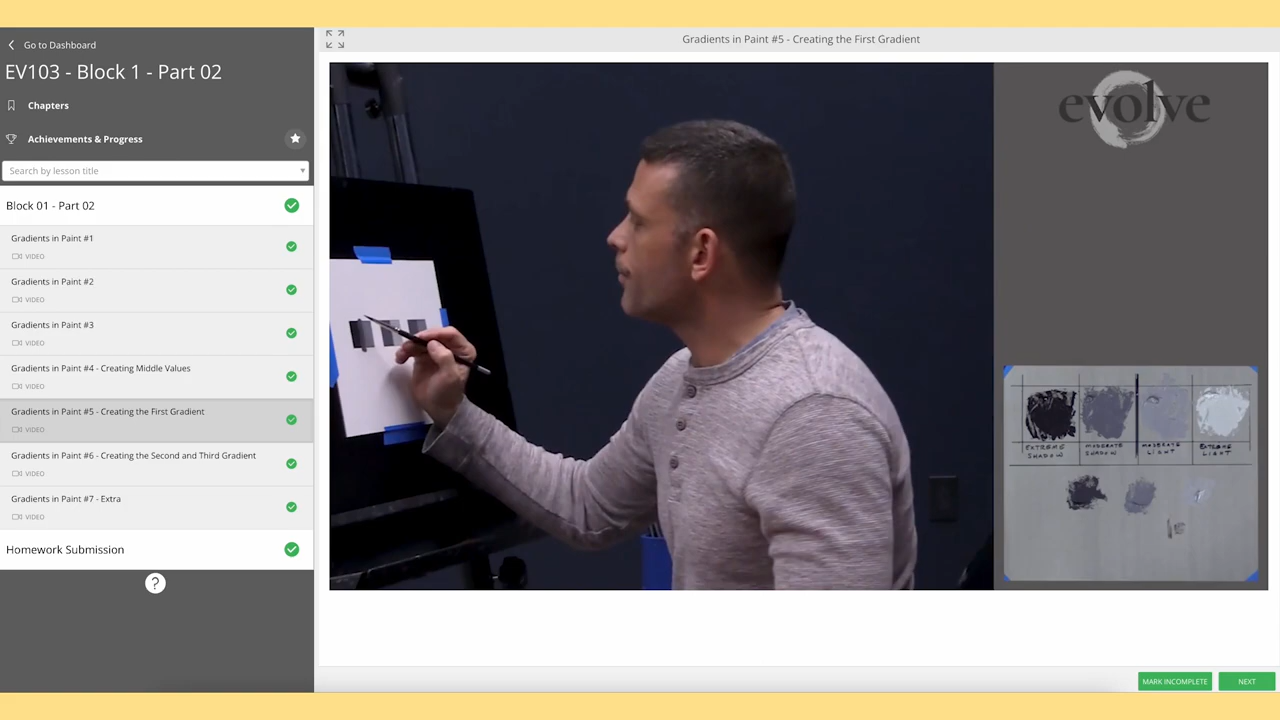 Go to Dashboard
EV103 - Block 1 - Part 02
Chapters
Achievements & Progress
Search by lesson title
Block 01 - Part 02
Gradients in Paint #1
VIDEO
Gradients in Paint #2
VIDEO
Gradients in Paint #3
VIDEO
Gradients in Paint #4 - Creating Middle Values
VIDEO
Gradients in Paint #5 - Creating the First Gradient
VIDEO
Gradients in Paint #6 - Creating the Second and Third Gradient
VIDEO
Gradients in Paint #7 - Extra
VIDEO
Homework Submission
?
Gradients in Paint #5 - Creating the First Gradient
evolve
EXTREME SHADOW
MODERATE SHADOW
MODERATE LIGHT
EXTREME LIGHT
MARK INCOMPLETE
NEXT